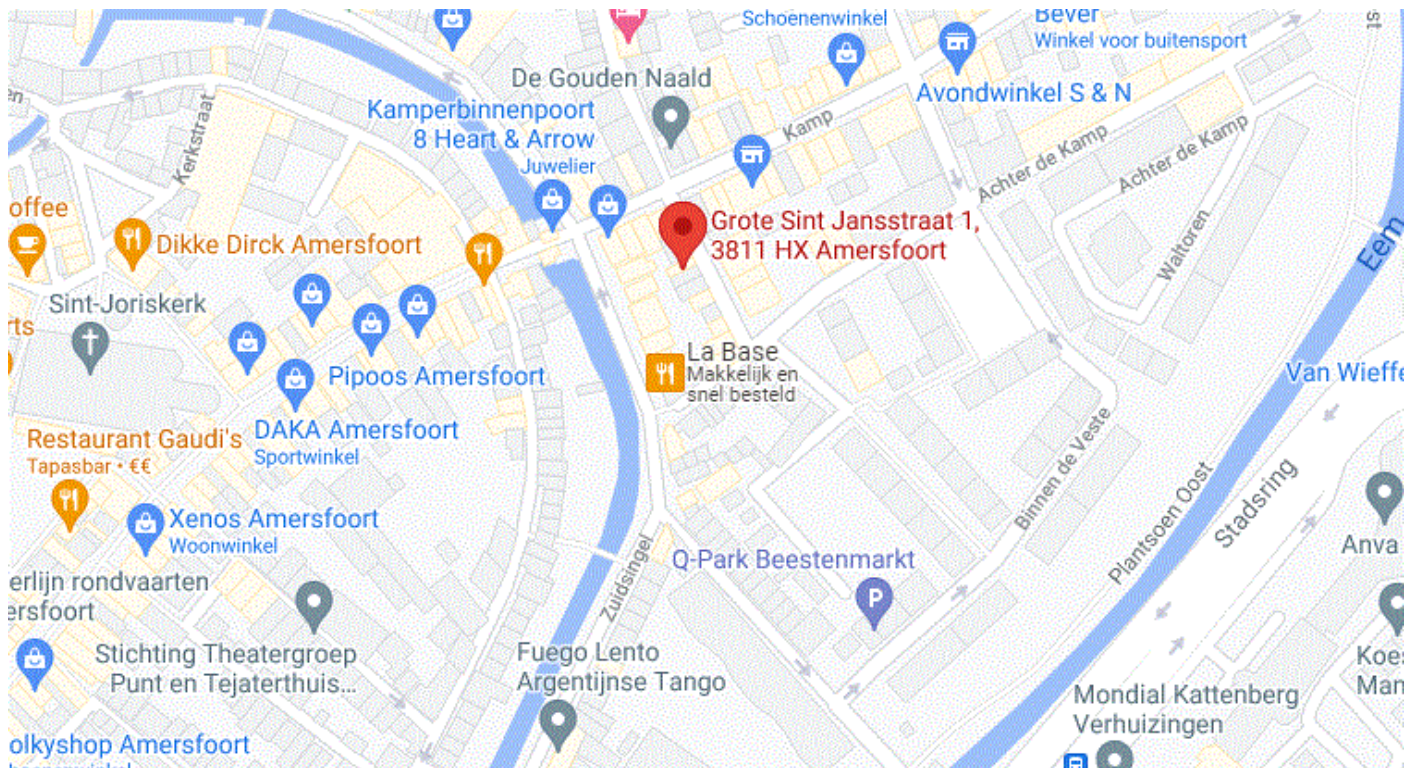 Schoenenwinkel
Bever
Winkel voor buitensport
De Gouden Naald
Avondwinkel S & N
Kamperbinnenpoort
8 Heart & Arrow
Juwelier
Kamp
Kerkstraat
Achter de Kamp
Achter de Kamp
offee
Dikke Dirck Amersfoort
Grote Sint Jansstraat 1,
3811 HX Amersfoort
Waltoren
Eem
Sint-Joriskerk
rts
La Base
Makkelijk en
snel besteld
Pipoos Amersfoort
Van Wieffe
DAKA Amersfoort
Sportwinkel
Restaurant Gaudi's
Tapasbar • €€
Binnen de Veste
Plantsoen Oost
Stadsring
Xenos Amersfoort
Woonwinkel
Anva
Q-Park Beestenmarkt
P
Zuidsingel
erlijn rondvaarten
ersfoort
Stichting Theatergroep
Punt en Tejaterthuis...
Fuego Lento
Argentijnse Tango
Koes
Man
Mondial Kattenberg
Verhuizingen
olkyshop Amersfoort